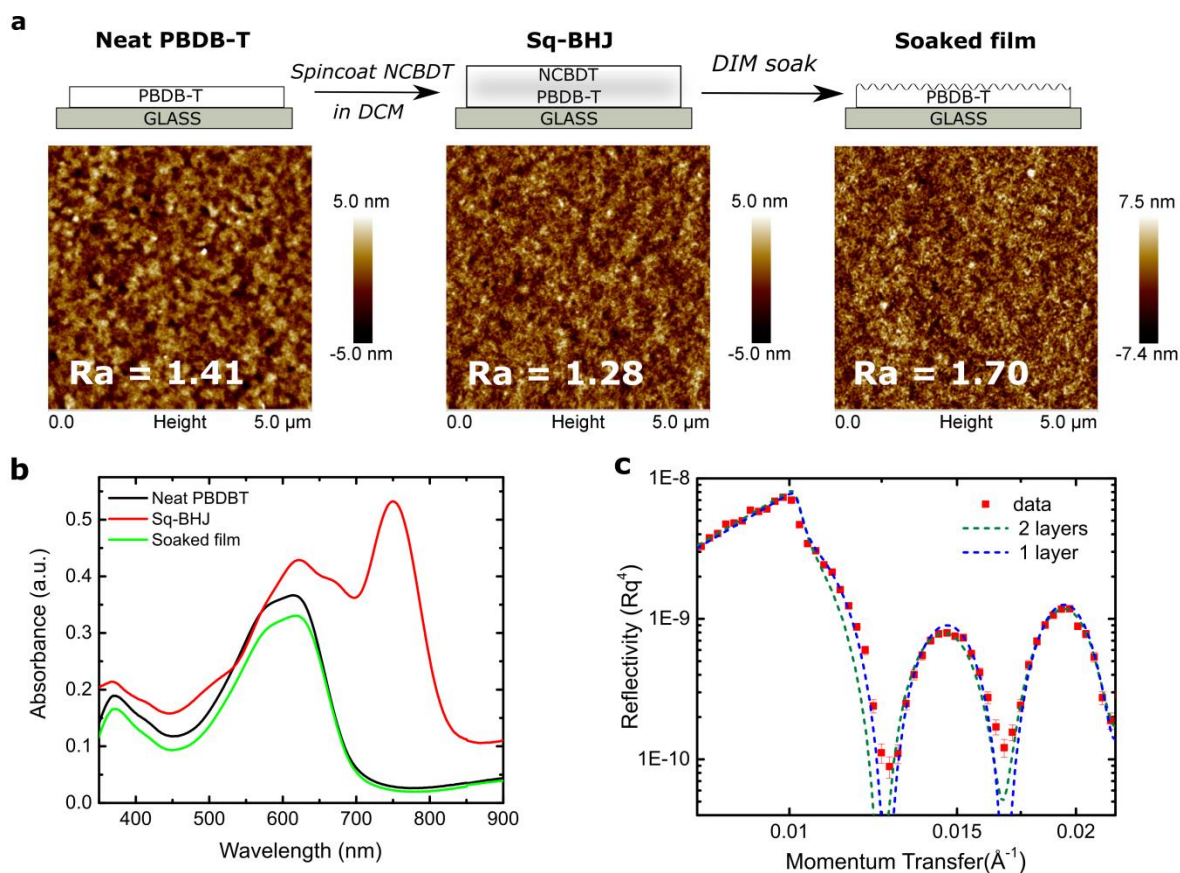 a
Neat PBDB-T
Spincoat NCBDT
in DCM
Sq-BHJ
DIM soak
Soaked film
PBDB-T
GLASS
NCBDT
PBDB-T
GLASS
PBDB-T
GLASS
Ra = 1.41
0.0 Height 5.0 µm
5.0 nm
-5.0 nm
Ra = 1.28
0.0 Height 5.0 µm
5.0 nm
-5.0 nm
Ra = 1.70
0.0 Height 5.0 µm
7.5 nm
-7.4 nm
b
Neat PBDBT
Sq-BHJ
Soaked film
Absorbance (a.u.)
0.5
0.4
0.3
0.2
0.1
0.0
400 500 600 700 800 900
Wavelength (nm)
c
data
2 layers
1 layer
Reflectivity (Rq⁴)
1E-8
1E-9
1E-10
0.01 0.015 0.02
Momentum Transfer(Å⁻¹)